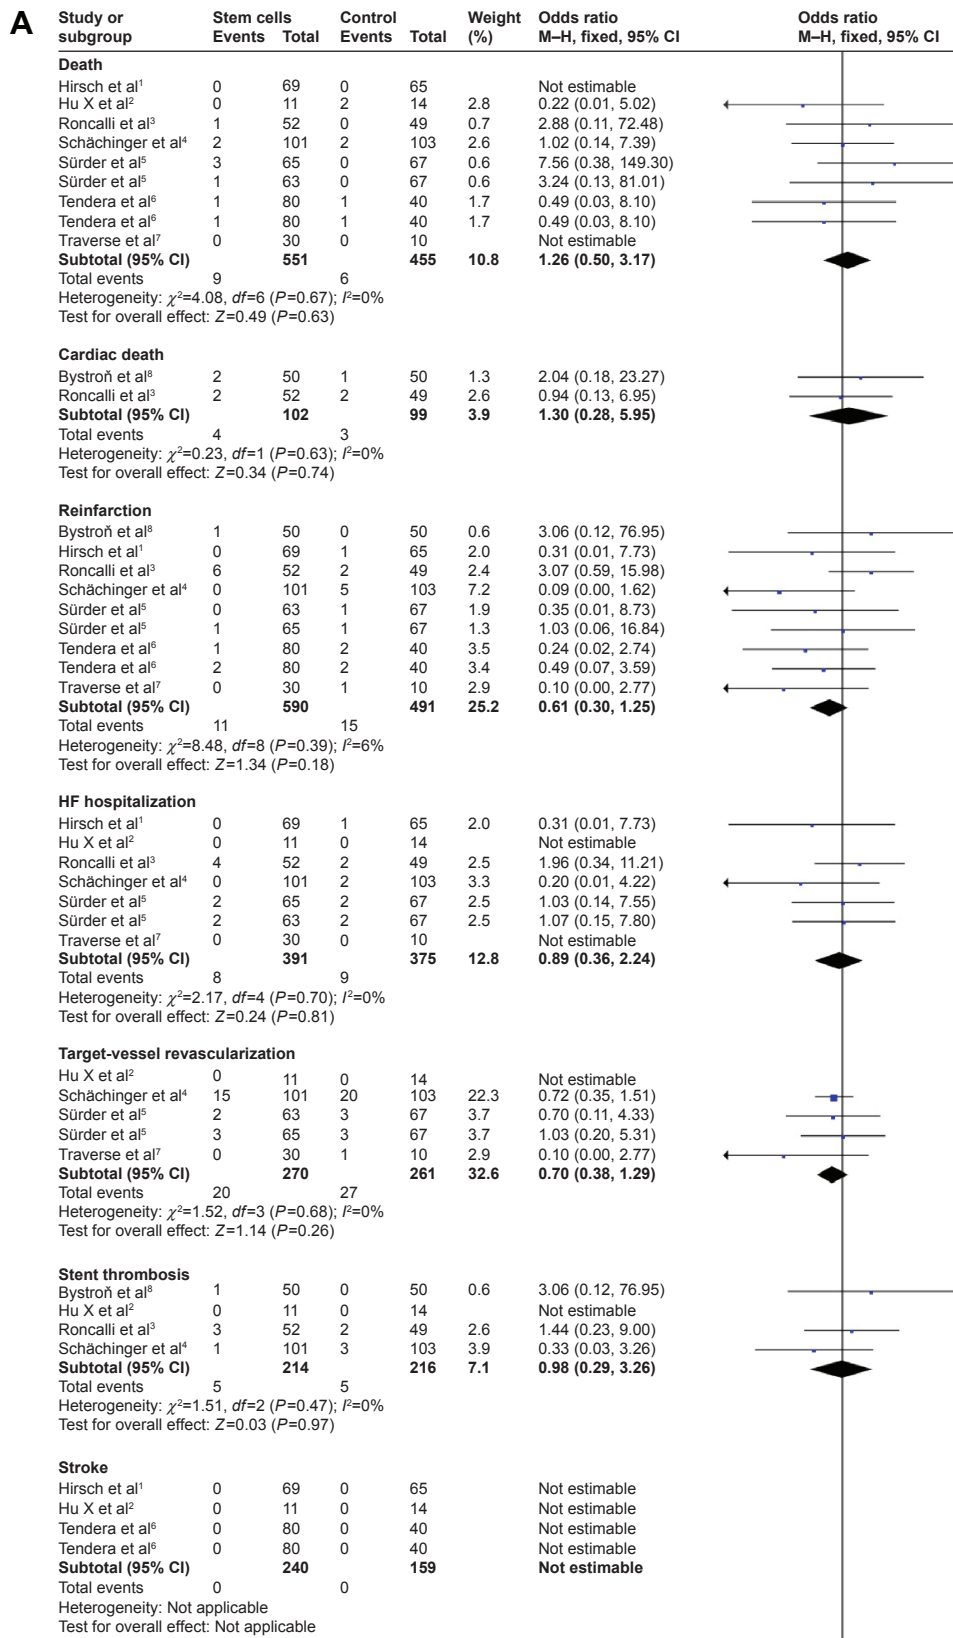 A
Study or subgroup Stem cells Control Weight (%) Odds ratio M–H, fixed, 95% CI Odds ratio M–H, fixed, 95% CI
Events Total Events Total
Death
Hirsch et al¹ 0 69 0 65 Not estimable
Hu X et al² 0 11 2 14 2.8 0.22 (0.01, 5.02)
Roncalli et al³ 1 52 0 49 0.7 2.88 (0.11, 72.48)
Schächinger et al⁴ 2 101 2 103 2.6 1.02 (0.14, 7.39)
Sürder et al⁵ 3 65 0 67 0.6 7.56 (0.38, 149.30)
Sürder et al⁵ 1 63 0 67 0.6 3.24 (0.13, 81.01)
Tendera et al⁶ 1 80 1 40 1.7 0.49 (0.03, 8.10)
Tendera et al⁶ 1 80 1 40 1.7 0.49 (0.03, 8.10)
Traverse et al⁷ 0 30 0 10 Not estimable
Subtotal (95% CI) 551 455 10.8 1.26 (0.50, 3.17)
Total events 9 6
Heterogeneity: χ²=4.08, df=6 (P=0.67); I²=0%
Test for overall effect: Z=0.49 (P=0.63)
Cardiac death
Bystroň et al⁸ 2 50 1 50 1.3 2.04 (0.18, 23.27)
Roncalli et al³ 2 52 2 49 2.6 0.94 (0.13, 6.95)
Subtotal (95% CI) 102 99 3.9 1.30 (0.28, 5.95)
Total events 4 3
Heterogeneity: χ²=0.23, df=1 (P=0.63); I²=0%
Test for overall effect: Z=0.34 (P=0.74)
Reinfarction
Bystroň et al⁸ 1 50 0 50 0.6 3.06 (0.12, 76.95)
Hirsch et al¹ 0 69 1 65 2.0 0.31 (0.01, 7.73)
Roncalli et al³ 6 52 2 49 2.4 3.07 (0.59, 15.98)
Schächinger et al⁴ 0 101 5 103 7.2 0.09 (0.00, 1.62)
Sürder et al⁵ 0 63 1 67 1.9 0.35 (0.01, 8.73)
Sürder et al⁵ 1 65 1 67 1.3 1.03 (0.06, 16.84)
Tendera et al⁶ 1 80 2 40 3.5 0.24 (0.02, 2.74)
Tendera et al⁶ 2 80 2 40 3.4 0.49 (0.07, 3.59)
Traverse et al⁷ 0 30 1 10 2.9 0.10 (0.00, 2.77)
Subtotal (95% CI) 590 491 25.2 0.61 (0.30, 1.25)
Total events 11 15
Heterogeneity: χ²=8.48, df=8 (P=0.39); I²=6%
Test for overall effect: Z=1.34 (P=0.18)
HF hospitalization
Hirsch et al¹ 0 69 1 65 2.0 0.31 (0.01, 7.73)
Hu X et al² 0 11 0 14 Not estimable
Roncalli et al³ 4 52 2 49 2.5 1.96 (0.34, 11.21)
Schächinger et al⁴ 0 101 2 103 3.3 0.20 (0.01, 4.22)
Sürder et al⁵ 2 65 2 67 2.5 1.03 (0.14, 7.55)
Sürder et al⁵ 2 63 2 67 2.5 1.07 (0.15, 7.80)
Traverse et al⁷ 0 30 0 10 Not estimable
Subtotal (95% CI) 391 375 12.8 0.89 (0.36, 2.24)
Total events 8 9
Heterogeneity: χ²=2.17, df=4 (P=0.70); I²=0%
Test for overall effect: Z=0.24 (P=0.81)
Target-vessel revascularization
Hu X et al² 0 11 0 14 Not estimable
Schächinger et al⁴ 15 101 20 103 22.3 0.72 (0.35, 1.51)
Sürder et al⁵ 2 63 3 67 3.7 0.70 (0.11, 4.33)
Sürder et al⁵ 3 65 3 67 3.7 1.03 (0.20, 5.31)
Traverse et al⁷ 0 30 1 10 2.9 0.10 (0.00, 2.77)
Subtotal (95% CI) 270 261 32.6 0.70 (0.38, 1.29)
Total events 20 27
Heterogeneity: χ²=1.52, df=3 (P=0.68); I²=0%
Test for overall effect: Z=1.14 (P=0.26)
Stent thrombosis
Bystroň et al⁸ 1 50 0 50 0.6 3.06 (0.12, 76.95)
Hu X et al² 0 11 0 14 Not estimable
Roncalli et al³ 3 52 2 49 2.6 1.44 (0.23, 9.00)
Schächinger et al⁴ 1 101 3 103 3.9 0.33 (0.03, 3.26)
Subtotal (95% CI) 214 216 7.1 0.98 (0.29, 3.26)
Total events 5 5
Heterogeneity: χ²=1.51, df=2 (P=0.47); I²=0%
Test for overall effect: Z=0.03 (P=0.97)
Stroke
Hirsch et al¹ 0 69 0 65 Not estimable
Hu X et al² 0 11 0 14 Not estimable
Tendera et al⁶ 0 80 0 40 Not estimable
Tendera et al⁶ 0 80 0 40 Not estimable
Subtotal (95% CI) 240 159 Not estimable
Total events 0 0
Heterogeneity: Not applicable
Test for overall effect: Not applicable